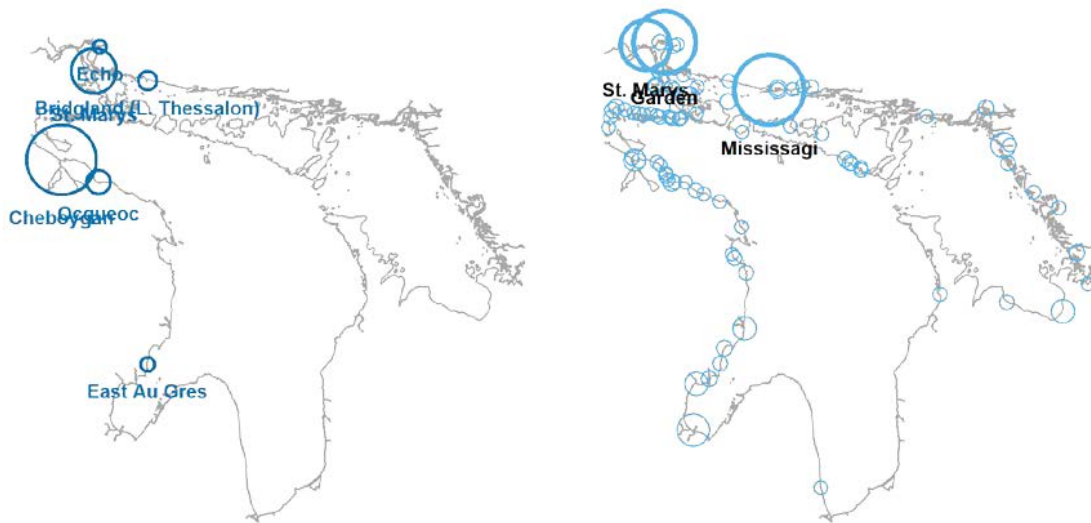 Echo
Bridgland (L. Thessalon)
St. Marys
Ocqueoc
Cheboygan
East Au Gres
St. Marys
Garden
Mississagi